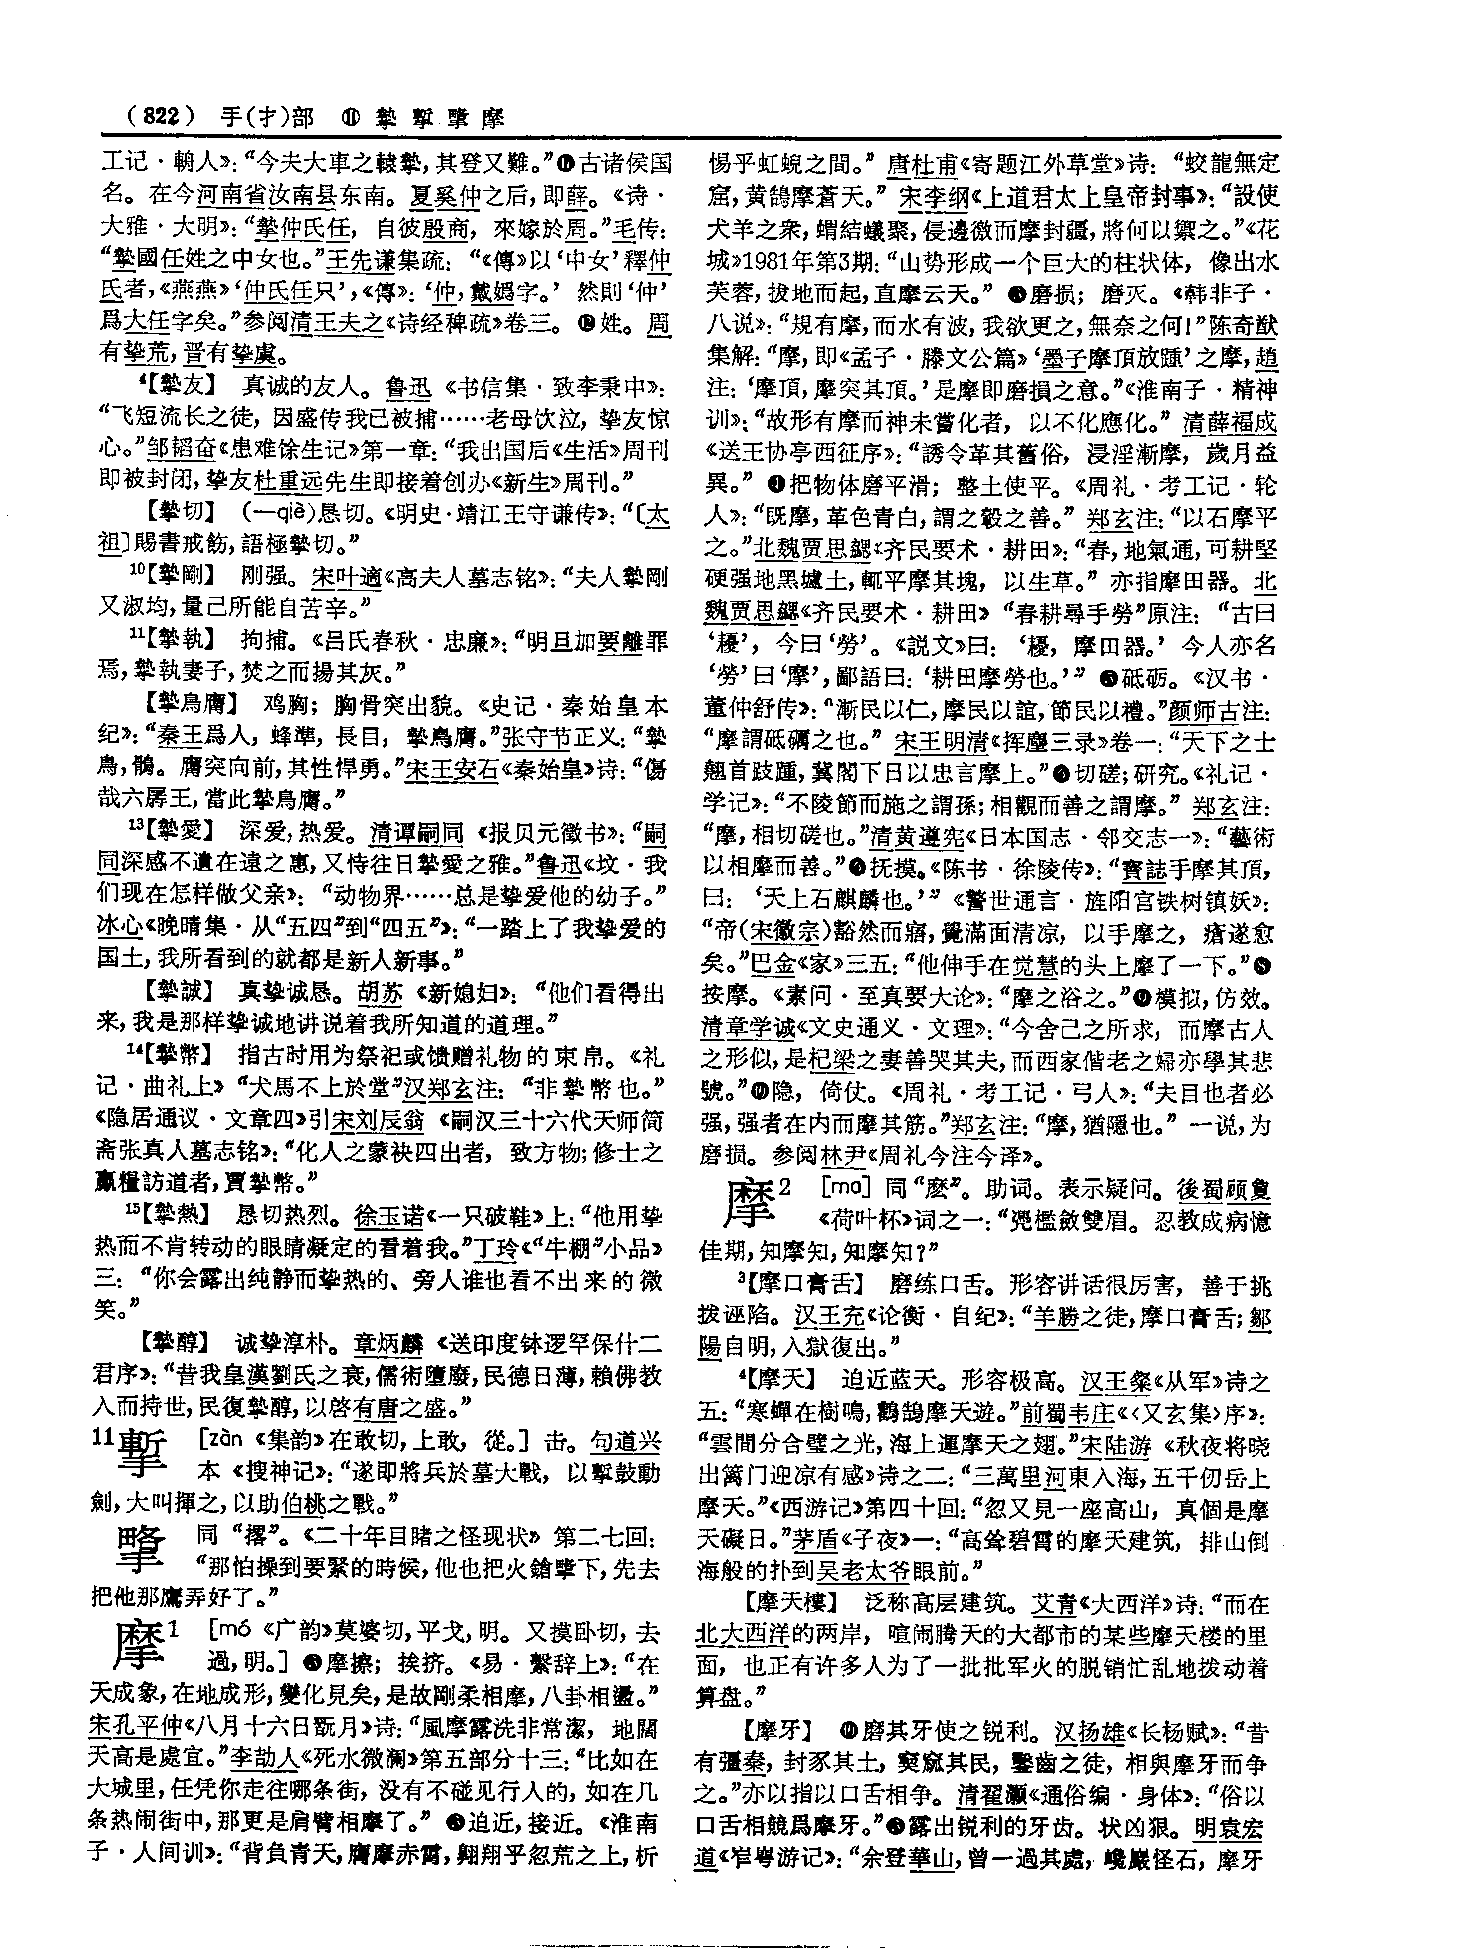 (822) 手(扌)部 ⑪ 摯 摲 撆 摩
工记·輈人》：“今夫大車之轅摯，其登又難。”⓫古诸侯国
名。在今河南省汝南县东南。夏奚仲之后，即薛。《诗·
大雅·大明》：“摯仲氏任，自彼殷商，來嫁於周。”毛传：
“摯國任姓之中女也。”王先谦集疏：“《傳》以‘中女’釋仲
氏者，《燕燕》‘仲氏任只’，《傳》：‘仲，戴嬀字。’然則‘仲’
爲大任字矣。”参阅清王夫之《诗经稗疏》卷三。⓬姓。周
有摯荒，晋有摯虞。
⁴【摯友】 真诚的友人。鲁迅《书信集·致李秉中》：
“飞短流长之徒，因盛传我已被捕……老母饮泣，挚友惊
心。”邹韬奋《患难馀生记》第一章：“我出国后《生活》周刊
即被封闭，挚友杜重远先生即接着创办《新生》周刊。”
【摯切】 (—qiè)恳切。《明史·靖江王守谦传》：“〔太
祖〕賜書戒飭，語極摯切。”
¹⁰【摯剛】 刚强。宋叶適《高夫人墓志铭》：“夫人摯剛
又淑均，量己所能自苦辛。”
¹¹【摯執】 拘捕。《吕氏春秋·忠廉》：“明旦加要離罪
焉，摯執妻子，焚之而揚其灰。”
【摯鳥膺】 鸡胸；胸骨突出貌。《史记·秦始皇本
纪》：“秦王爲人，蜂準，長目，摯鳥膺。”张守节正义：“摯
鳥，鶻。膺突向前，其性悍勇。”宋王安石《秦始皇》诗：“傷
哉六孱王，當此摯鳥膺。”
¹³【摯愛】 深爱，热爱。清谭嗣同《报贝元徵书》：“嗣
同深感不遺在遠之惠，又恃往日摯愛之雅。”鲁迅《坟·我
们现在怎样做父亲》：“动物界……总是挚爱他的幼子。”
冰心《晚晴集·从“五四”到“四五”》：“一踏上了我挚爱的
国土，我所看到的就都是新人新事。”
【摯誠】 真挚诚恳。胡苏《新媳妇》：“他们看得出
来，我是那样挚诚地讲说着我所知道的道理。”
¹⁴【摯幣】 指古时用为祭祀或馈赠礼物的束帛。《礼
记·曲礼上》“犬馬不上於堂”汉郑玄注：“非摯幣也。”
《隐居通议·文章四》引宋刘辰翁《嗣汉三十六代天师简
斋张真人墓志铭》：“化人之蒙袂四出者，致方物；修士之
贏糧訪道者，賈摯幣。”
¹⁵【摯熱】 恳切热烈。徐玉诺《一只破鞋》上：“他用挚
热而不肯转动的眼睛凝定的看着我。”丁玲《“牛棚”小品》
三：“你会露出纯静而挚热的、旁人谁也看不出来的微
笑。”
【摯醇】 诚挚淳朴。章炳麟《送印度钵逻罕保什二
君序》：“昔我皇漢劉氏之衰，儒術墮廢，民德日薄，賴佛教
入而持世，民復摯醇，以啓有唐之盛。”
11摲 [zàn《集韵》在敢切，上敢，從。]击。句道兴
本《搜神记》：“遂即將兵於墓大戰，以摲鼓動
劍，大叫揮之，以助伯桃之戰。”
撆 同“撂”。《二十年目睹之怪现状》第二七回：
“那怕操到要緊的時候，他也把火鎗撆下，先去
把他那鷹弄好了。”
摩1 [mó《广韵》莫婆切，平戈，明。又摸卧切，去
過，明。]❶摩擦；挨挤。《易·繫辞上》：“在
天成象，在地成形，變化見矣，是故剛柔相摩，八卦相盪。”
宋孔平仲《八月十六日翫月》诗：“風摩露洗非常潔，地闊
天高是處宜。”李劼人《死水微澜》第五部分十三：“比如在
大城里，任凭你走往哪条街，没有不碰见行人的，如在几
条热闹街中，那更是肩臂相摩了。”❷迫近，接近。《淮南
子·人间训》：“背負青天，膺摩赤霄，翱翔乎忽荒之上，析
惕乎虹蜺之間。”唐杜甫《寄题江外草堂》诗：“蛟龍無定
窟，黄鵠摩蒼天。”宋李纲《上道君太上皇帝封事》：“設使
犬羊之衆，蝟結蟻聚，侵邊徼而摩封疆，將何以禦之。”《花
城》1981年第3期：“山势形成一个巨大的柱状体，像出水
芙蓉，拔地而起，直摩云天。”❸磨损；磨灭。《韩非子·
八说》：“規有摩，而水有波，我欲更之，無奈之何！”陈奇猷
集解：“摩，即《孟子·滕文公篇》‘墨子摩頂放踵’之摩，趙
注：‘摩頂，摩突其頂。’是摩即磨損之意。”《淮南子·精神
训》：“故形有摩而神未嘗化者，以不化應化。”清薛福成
《送王协亭西征序》：“誘令革其舊俗，浸淫漸摩，歲月益
異。”❹把物体磨平滑；整土使平。《周礼·考工记·轮
人》：“既摩，革色青白，謂之轂之善。”郑玄注：“以石摩平
之。”北魏贾思勰《齐民要术·耕田》：“春，地氣通，可耕堅
硬强地黑壚土，輒平摩其塊，以生草。”亦指摩田器。北
魏贾思勰《齐民要术·耕田》“春耕尋手勞”原注：“古曰
‘耰’，今曰‘勞’。《説文》曰：‘耰，摩田器。’今人亦名
‘勞’曰‘摩’，鄙語曰：‘耕田摩勞也。’”❺砥砺。《汉书·
董仲舒传》：“漸民以仁，摩民以誼，節民以禮。”颜师古注：
“摩謂砥礪之也。”宋王明清《挥麈三录》卷一：“天下之士
翹首跂踵，冀閣下日以忠言摩上。”❻切磋；研究。《礼记·
学记》：“不陵節而施之謂孫；相觀而善之謂摩。”郑玄注：
“摩，相切磋也。”清黄遵宪《日本国志·邻交志一》：“藝術
以相摩而善。”❼抚摸。《陈书·徐陵传》：“寶誌手摩其頂，
曰：‘天上石麒麟也。’”《警世通言·旌阳宫铁树镇妖》：
“帝(宋徽宗)豁然而寤，覺滿面清凉，以手摩之，瘡遂愈
矣。”巴金《家》三五：“他伸手在觉慧的头上摩了一下。”❽
按摩。《素问·至真要大论》：“摩之浴之。”❾模拟，仿效。
清章学诚《文史通义·文理》：“今舍己之所求，而摩古人
之形似，是杞梁之妻善哭其夫，而西家偕老之婦亦學其悲
號。”❿隐，倚仗。《周礼·考工记·弓人》：“夫目也者必
强，强者在内而摩其筋。”郑玄注：“摩，猶隱也。”一说，为
磨损。参阅林尹《周礼今注今译》。
摩2 [ma]同“麽”。助词。表示疑问。後蜀顾敻
《荷叶杯》词之一：“凭檻斂雙眉。忍教成病憶
佳期，知摩知，知摩知？”
³【摩口膏舌】 磨练口舌。形容讲话很厉害，善于挑
拨诬陷。汉王充《论衡·自纪》：“羊勝之徒，摩口膏舌；鄒
陽自明，入獄復出。”
⁴【摩天】 迫近蓝天。形容极高。汉王粲《从军》诗之
五：“寒蟬在樹鳴，鸛鵠摩天遊。”前蜀韦庄《〈又玄集〉序》：
“雲間分合璧之光，海上運摩天之翅。”宋陆游《秋夜将晓
出篱门迎凉有感》诗之二：“三萬里河東入海，五千仞岳上
摩天。”《西游记》第四十回：“忽又見一座高山，真個是摩
天礙日。”茅盾《子夜》一：“高耸碧霄的摩天建筑，排山倒
海般的扑到吴老太爷眼前。”
【摩天樓】 泛称高层建筑。艾青《大西洋》诗：“而在
北大西洋的两岸，喧闹腾天的大都市的某些摩天楼的里
面，也正有许多人为了一批批军火的脱销忙乱地拨动着
算盘。”
【摩牙】 ❶磨其牙使之锐利。汉扬雄《长杨赋》：“昔
有彊秦，封豕其土，窫窳其民，鑿齒之徒，相與摩牙而争
之。”亦以指以口舌相争。清翟灏《通俗编·身体》：“俗以
口舌相競爲摩牙。”❷露出锐利的牙齿。状凶狠。明袁宏
道《嵩华游记》：“余登華山，曾一過其處，巉巖怪石，摩牙